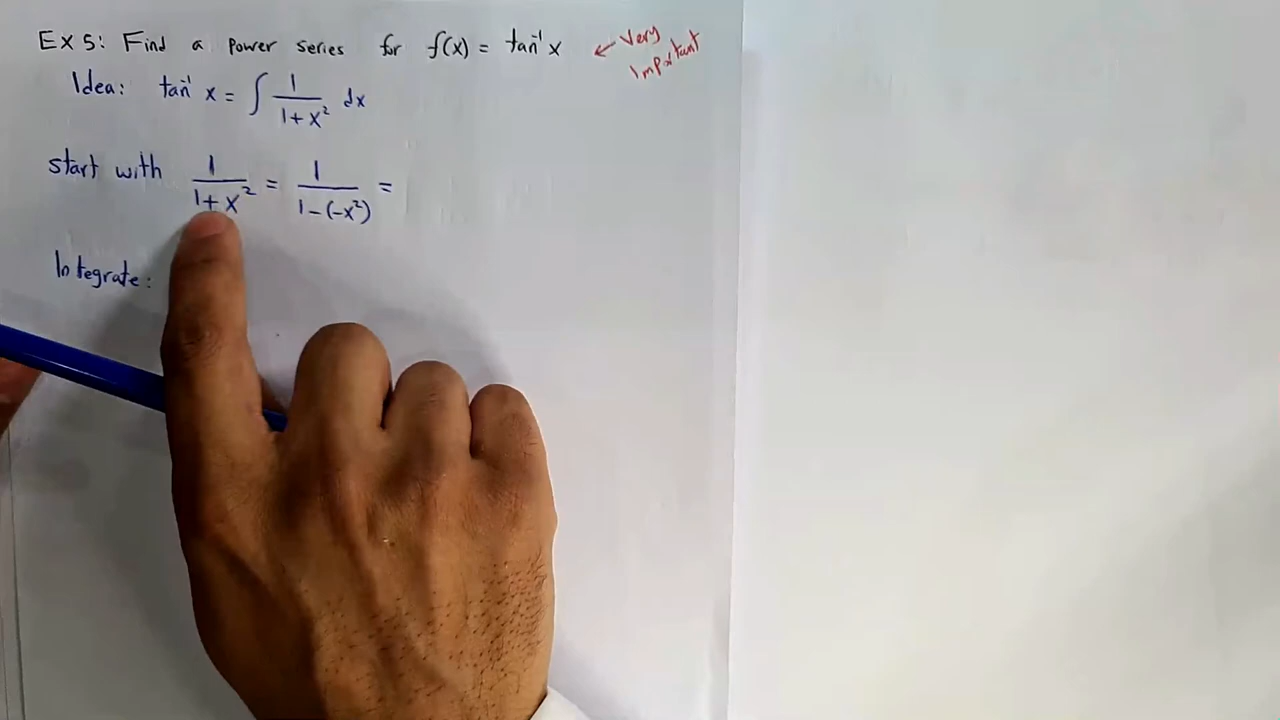 Ex 5: Find a power series for f(x) = tan⁻¹ x ← Very Important
Idea: tan⁻¹ x = ∫ 1/(1+x²) dx
start with 1/(1+x²) = 1/(1-(-x²)) =
Integrate: